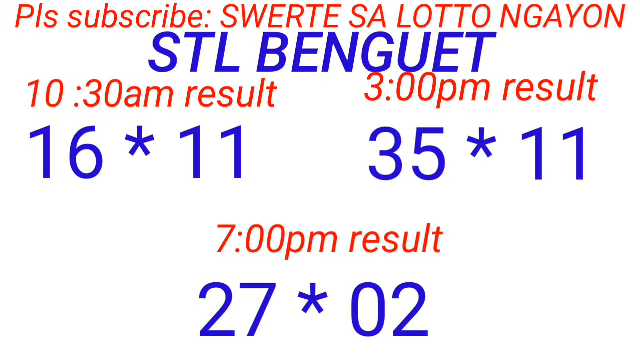 Pls subscribe: SWERTE SA LOTTO NGAYON
STL BENGUET
10 :30am result
16 * 11
3:00pm result
35 * 11
7:00pm result
27 * 02